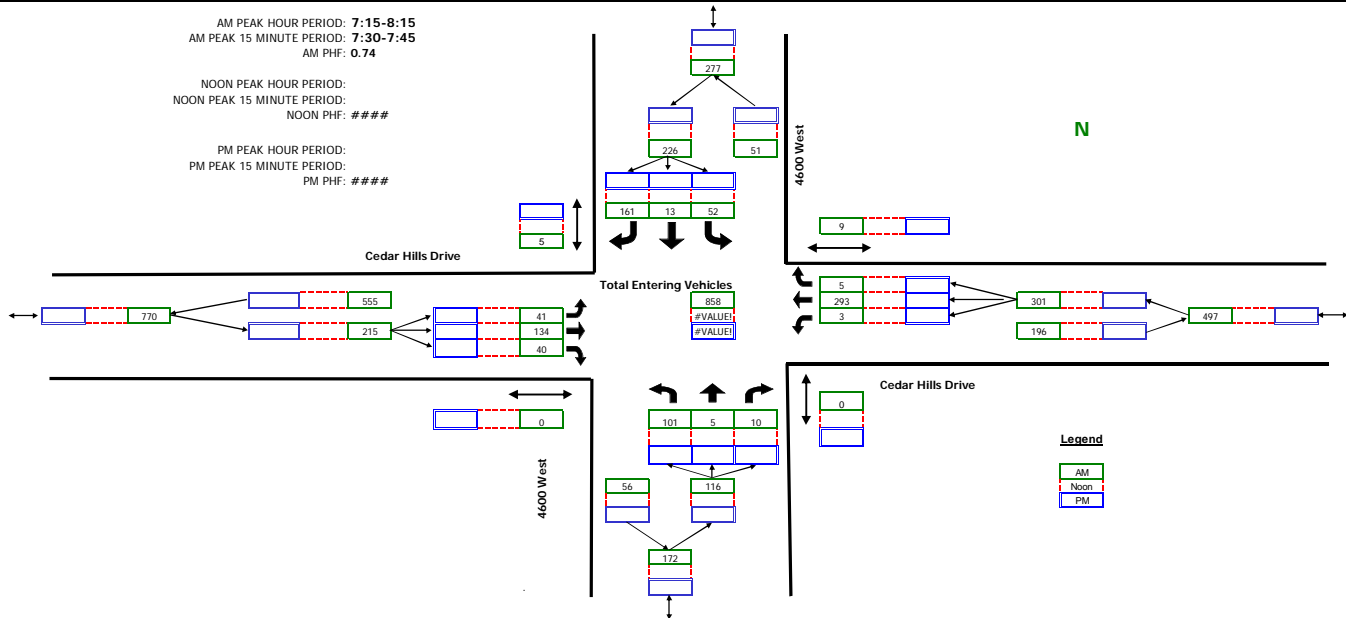 AM PEAK HOUR PERIOD: 7:15-8:15
AM PEAK 15 MINUTE PERIOD: 7:30-7:45
AM PHF: 0.74
NOON PEAK HOUR PERIOD:
NOON PEAK 15 MINUTE PERIOD:
NOON PHF: ####
PM PEAK HOUR PERIOD:
PM PEAK 15 MINUTE PERIOD:
PM PHF: ####
277
226 51
161 13 52
4600 West
N
5
9
Cedar Hills Drive
Total Entering Vehicles
858
#VALUE!
#VALUE!
770
555
215
41
134
40
5
293
3
301
196
497
Cedar Hills Drive
0
0
101 5 10
56 116
172
4600 West
Legend
AM
Noon
PM